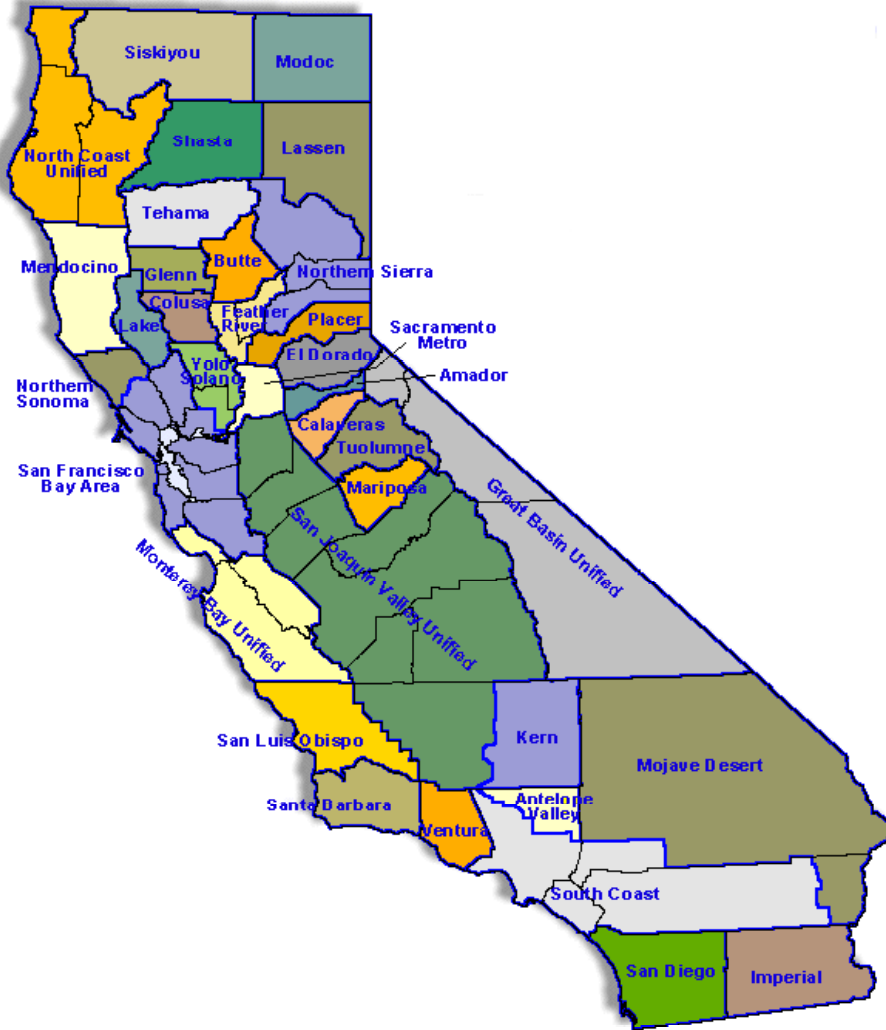 Siskiyou
Modoc
Shasta
Lassen
North Coast
Unified
Tehama
Mendocino
Glenn
Butte
Northern Sierra
Colusa
Feather
River
Lake
Placer
Sacramento
Metro
Yolo
Solano
El Dorado
Amador
Northern
Sonoma
Calaveras
Tuolumne
San Francisco
Bay Area
Mariposa
Great Basin Unified
San Joaquin Valley Unified
Monterey Bay Unified
San Luis Obispo
Kern
Mojave Desert
Santa Darbara
Antelope
Valley
Ventura
South Coast
San Diego
Imperial